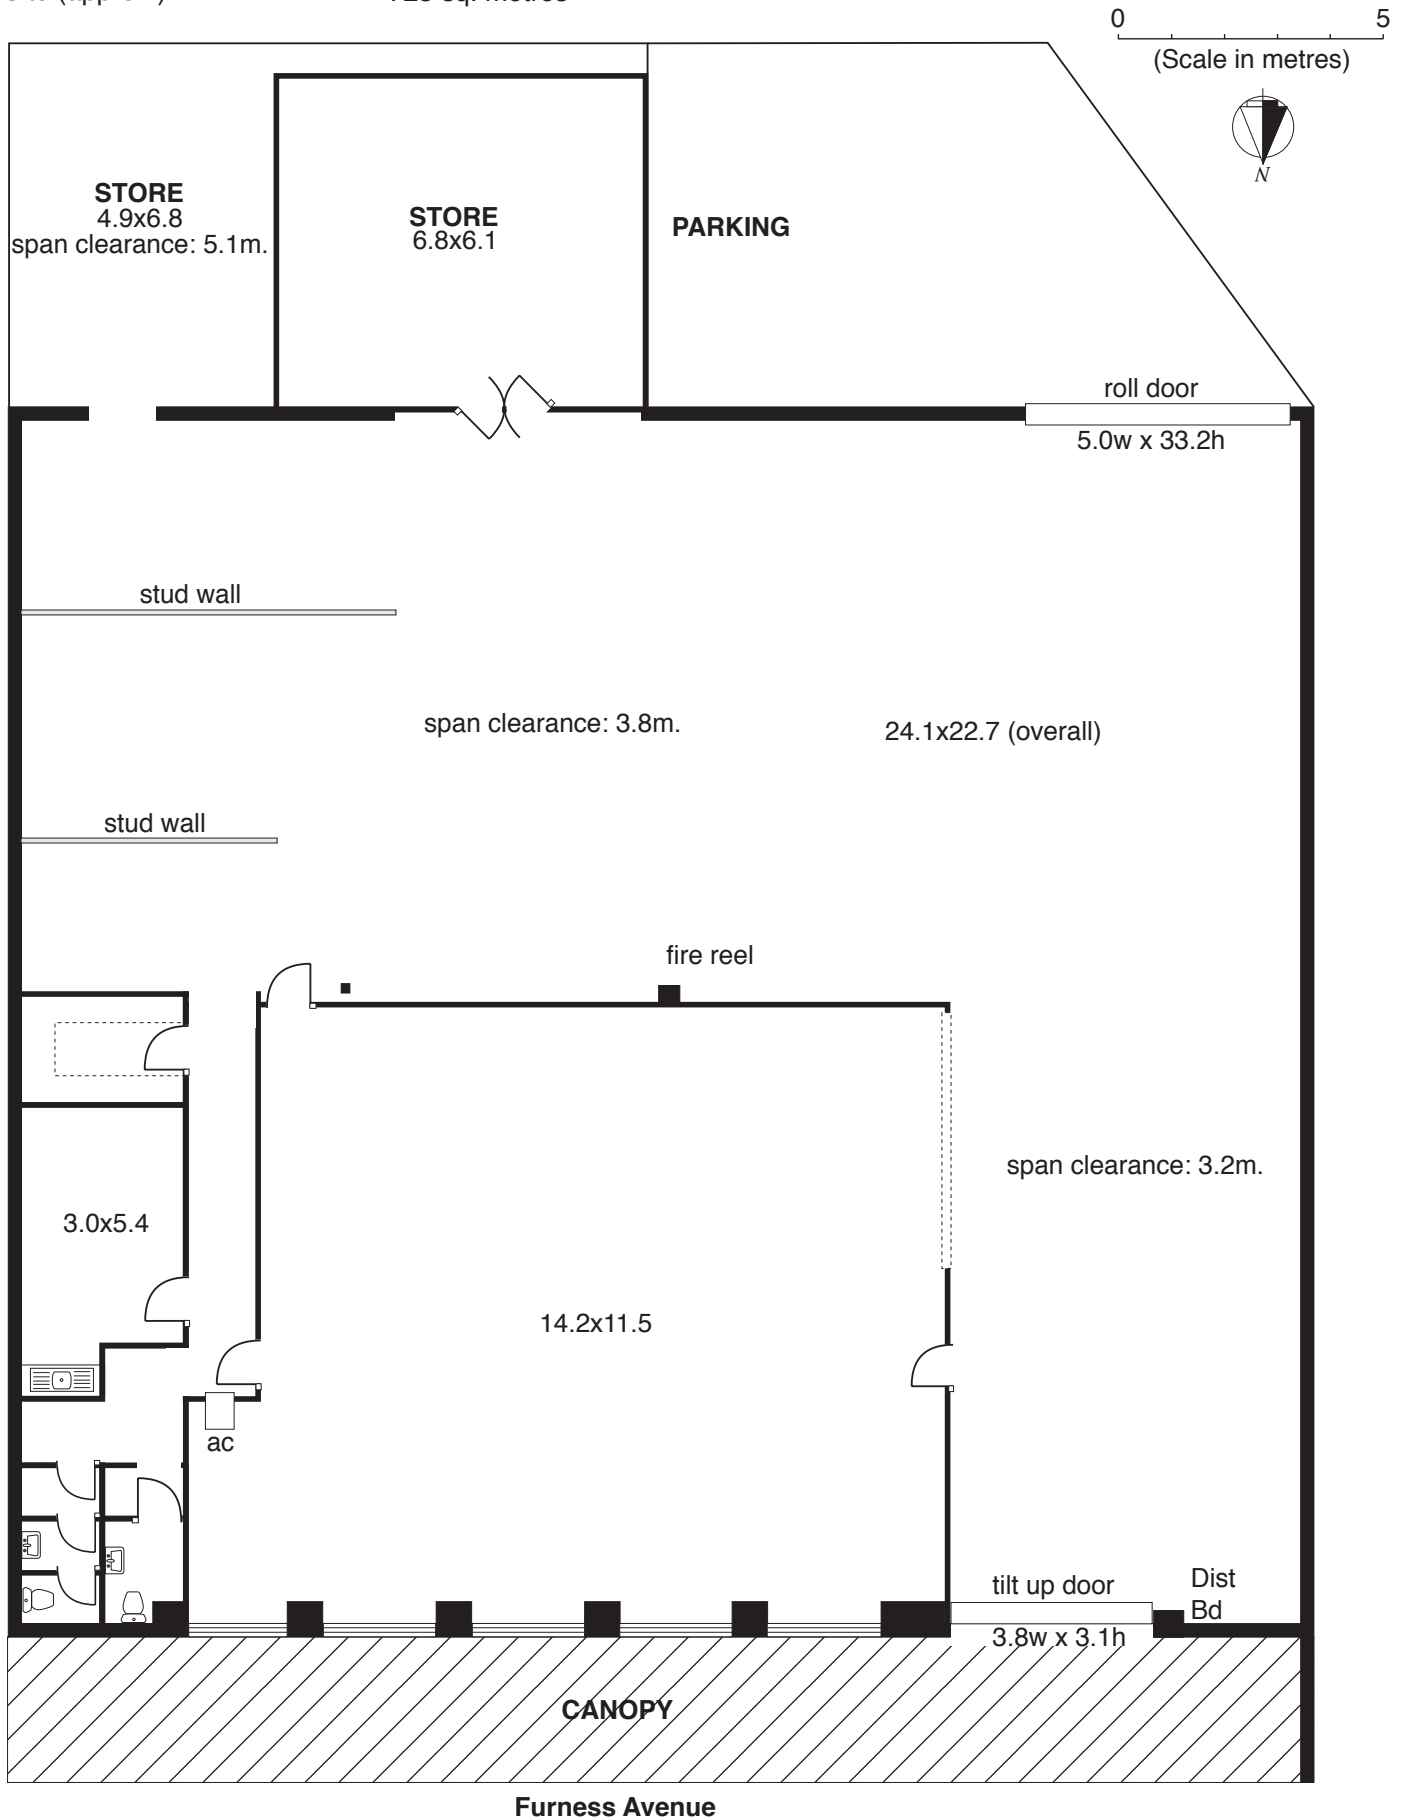 0 5
(Scale in metres)
N
STORE
4.9x6.8
span clearance: 5.1m.
STORE
6.8x6.1
PARKING
roll door
5.0w x 33.2h
stud wall
span clearance: 3.8m.
24.1x22.7 (overall)
stud wall
fire reel
span clearance: 3.2m.
3.0x5.4
14.2x11.5
ac
tilt up door
3.8w x 3.1h
Dist
Bd
CANOPY
Furness Avenue